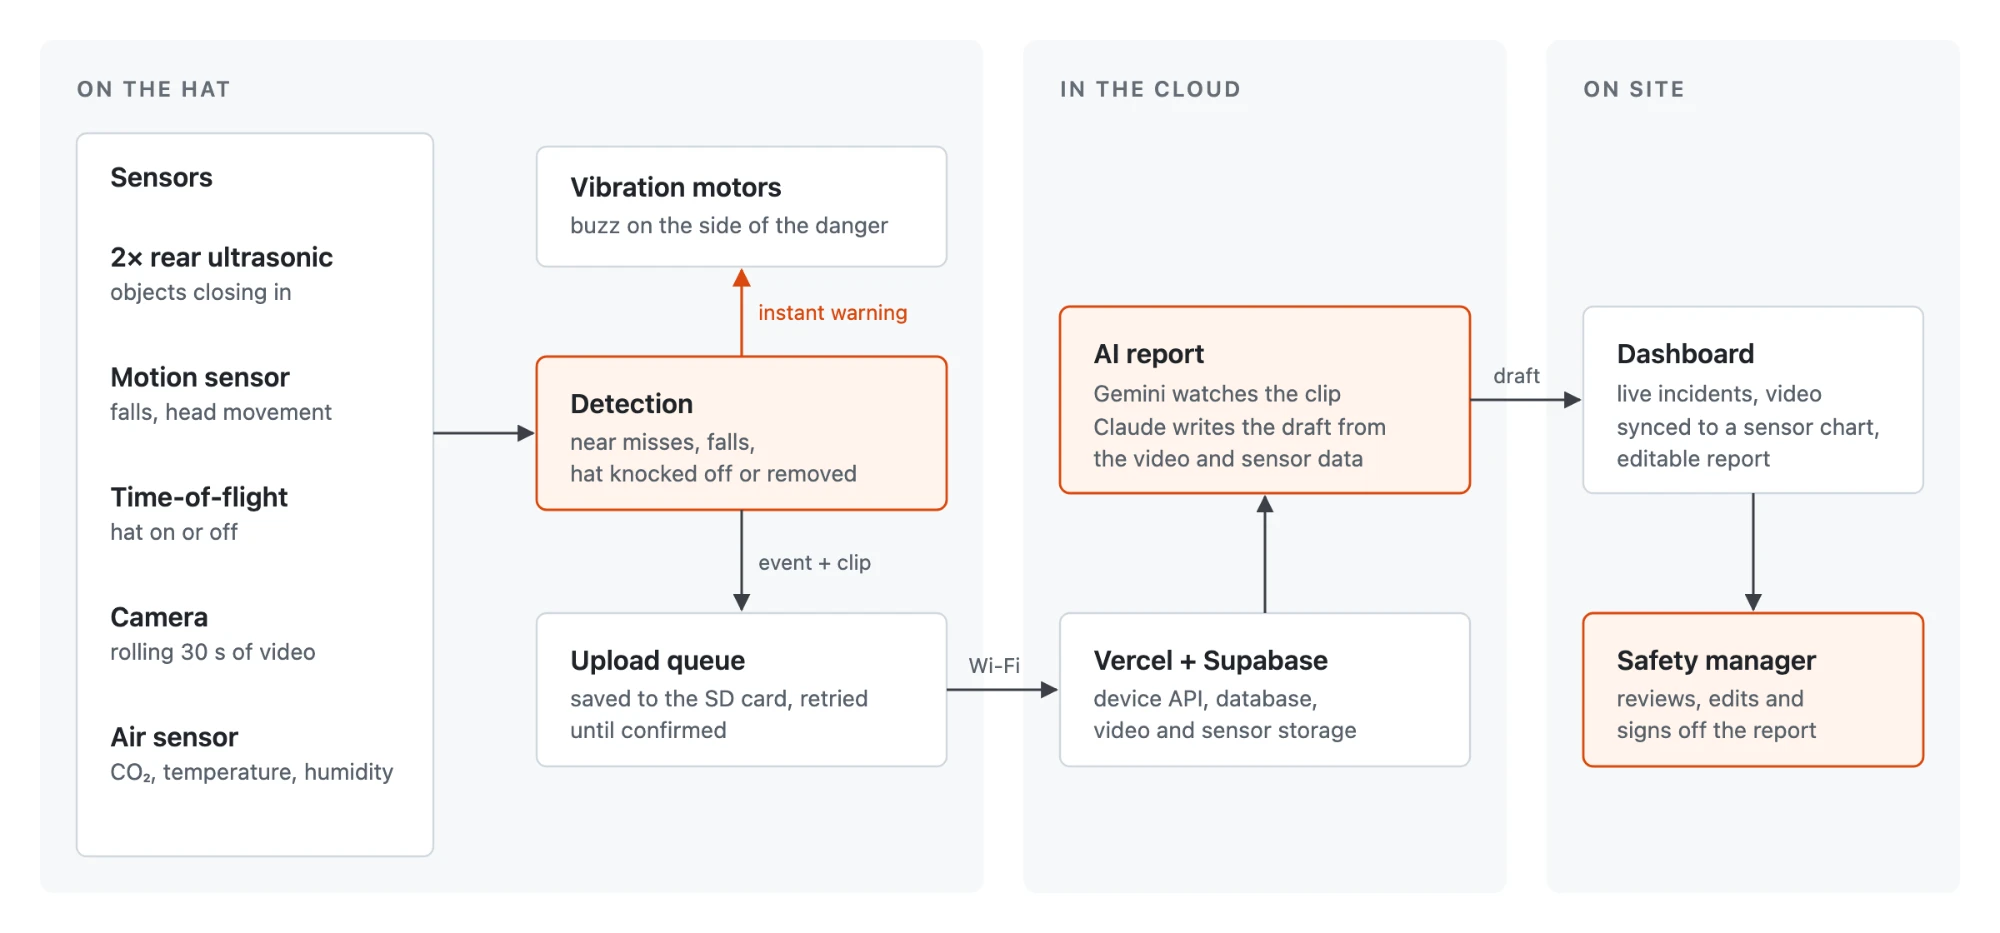 ON THE HAT
Sensors
2× rear ultrasonic
objects closing in
Motion sensor
falls, head movement
Time-of-flight
hat on or off
Camera
rolling 30 s of video
Air sensor
CO₂, temperature, humidity
Vibration motors
buzz on the side of the danger
instant warning
Detection
near misses, falls,
hat knocked off or removed
event + clip
Upload queue
saved to the SD card, retried
until confirmed
Wi-Fi
IN THE CLOUD
AI report
Gemini watches the clip
Claude writes the draft from
the video and sensor data
Vercel + Supabase
device API, database,
video and sensor storage
draft
ON SITE
Dashboard
live incidents, video
synced to a sensor chart,
editable report
Safety manager
reviews, edits and
signs off the report